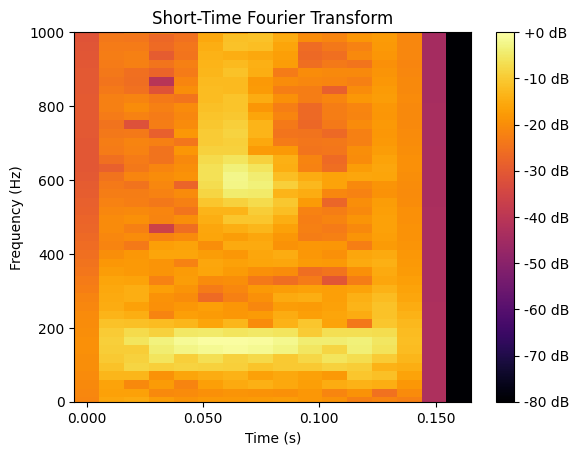 Short-Time Fourier Transform
1000
800
600
400
200
0
Frequency (Hz)
0.000
0.050
0.100
0.150
Time (s)
+0 dB
-10 dB
-20 dB
-30 dB
-40 dB
-50 dB
-60 dB
-70 dB
-80 dB